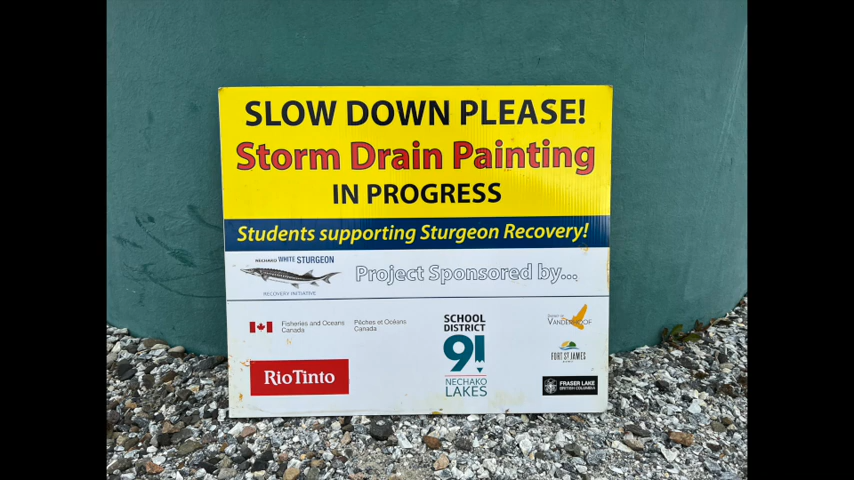 SLOW DOWN PLEASE!
Storm Drain Painting
IN PROGRESS
Students supporting Sturgeon Recovery!
NECHAKO WHITE STURGEON
RECOVERY INITIATIVE
Project Sponsored by...
Fisheries and Oceans
Canada
Pêches et Océans
Canada
RioTinto
SCHOOL
DISTRICT
91
NECHAKO
LAKES
VANDERHOOF
FORT ST JAMES
FRASER LAKE
BRITISH COLUMBIA